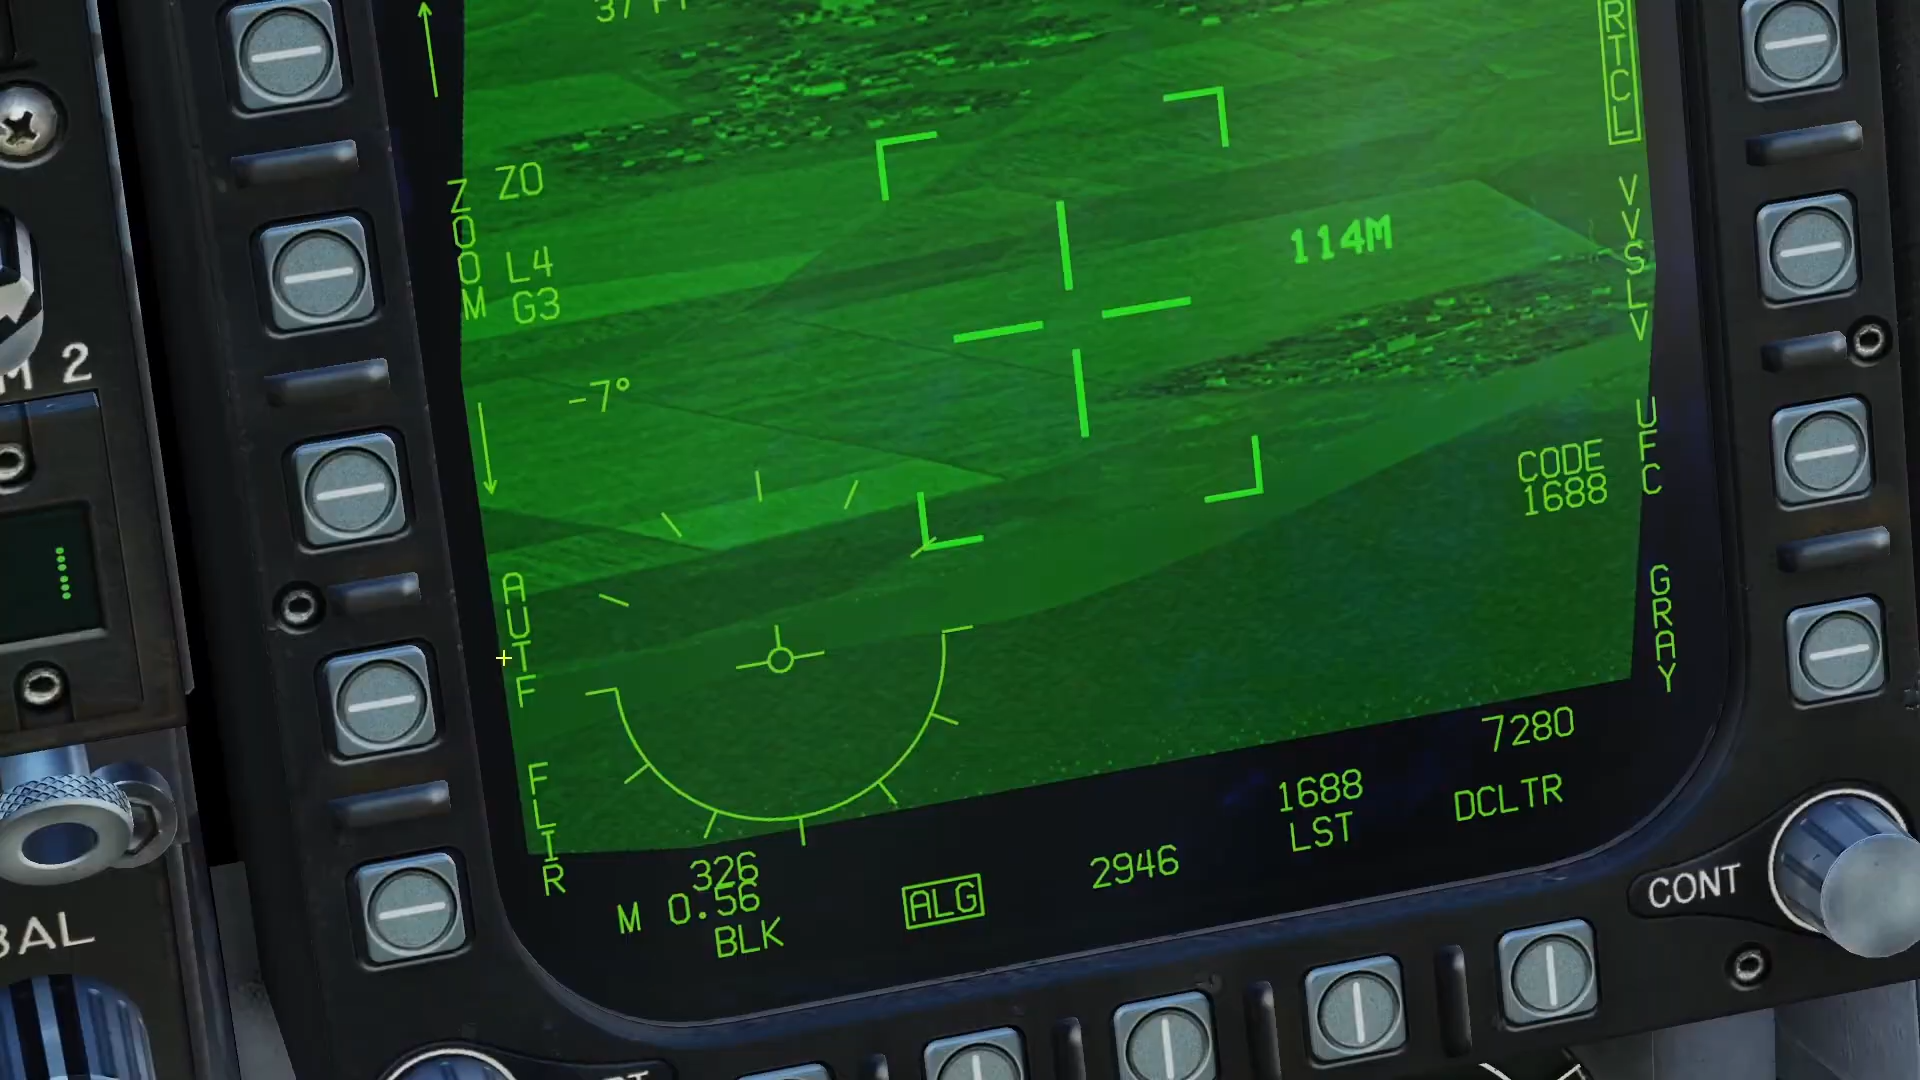 RTCL
ZOOM
Z0
L4
G3
114M
VVSLV
-7°
UFC
CODE
1688
AUTF
GRAY
FLIR
7280
1688
LST
DCLTR
326
M 0.56
BLK
ALG
2946
CONT
2